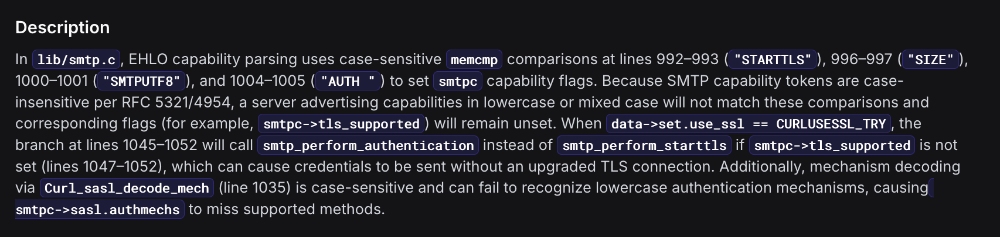 Description
In lib/smtp.c, EHLO capability parsing uses case-sensitive memcmp comparisons at lines 992–993 ("STARTTLS"), 996–997 ("SIZE"),
1000–1001 ("SMTPUTF8"), and 1004–1005 ("AUTH ") to set smtpc capability flags. Because SMTP capability tokens are case-
insensitive per RFC 5321/4954, a server advertising capabilities in lowercase or mixed case will not match these comparisons and
corresponding flags (for example, smtpc->tls_supported) will remain unset. When data->set.use_ssl == CURLUSESSL_TRY, the
branch at lines 1045–1052 will call smtp_perform_authentication instead of smtp_perform_starttls if smtpc->tls_supported is not
set (lines 1047–1052), which can cause credentials to be sent without an upgraded TLS connection. Additionally, mechanism decoding
via Curl_sasl_decode_mech (line 1035) is case-sensitive and can fail to recognize lowercase authentication mechanisms, causing
smtpc->sasl.authmechs to miss supported methods.